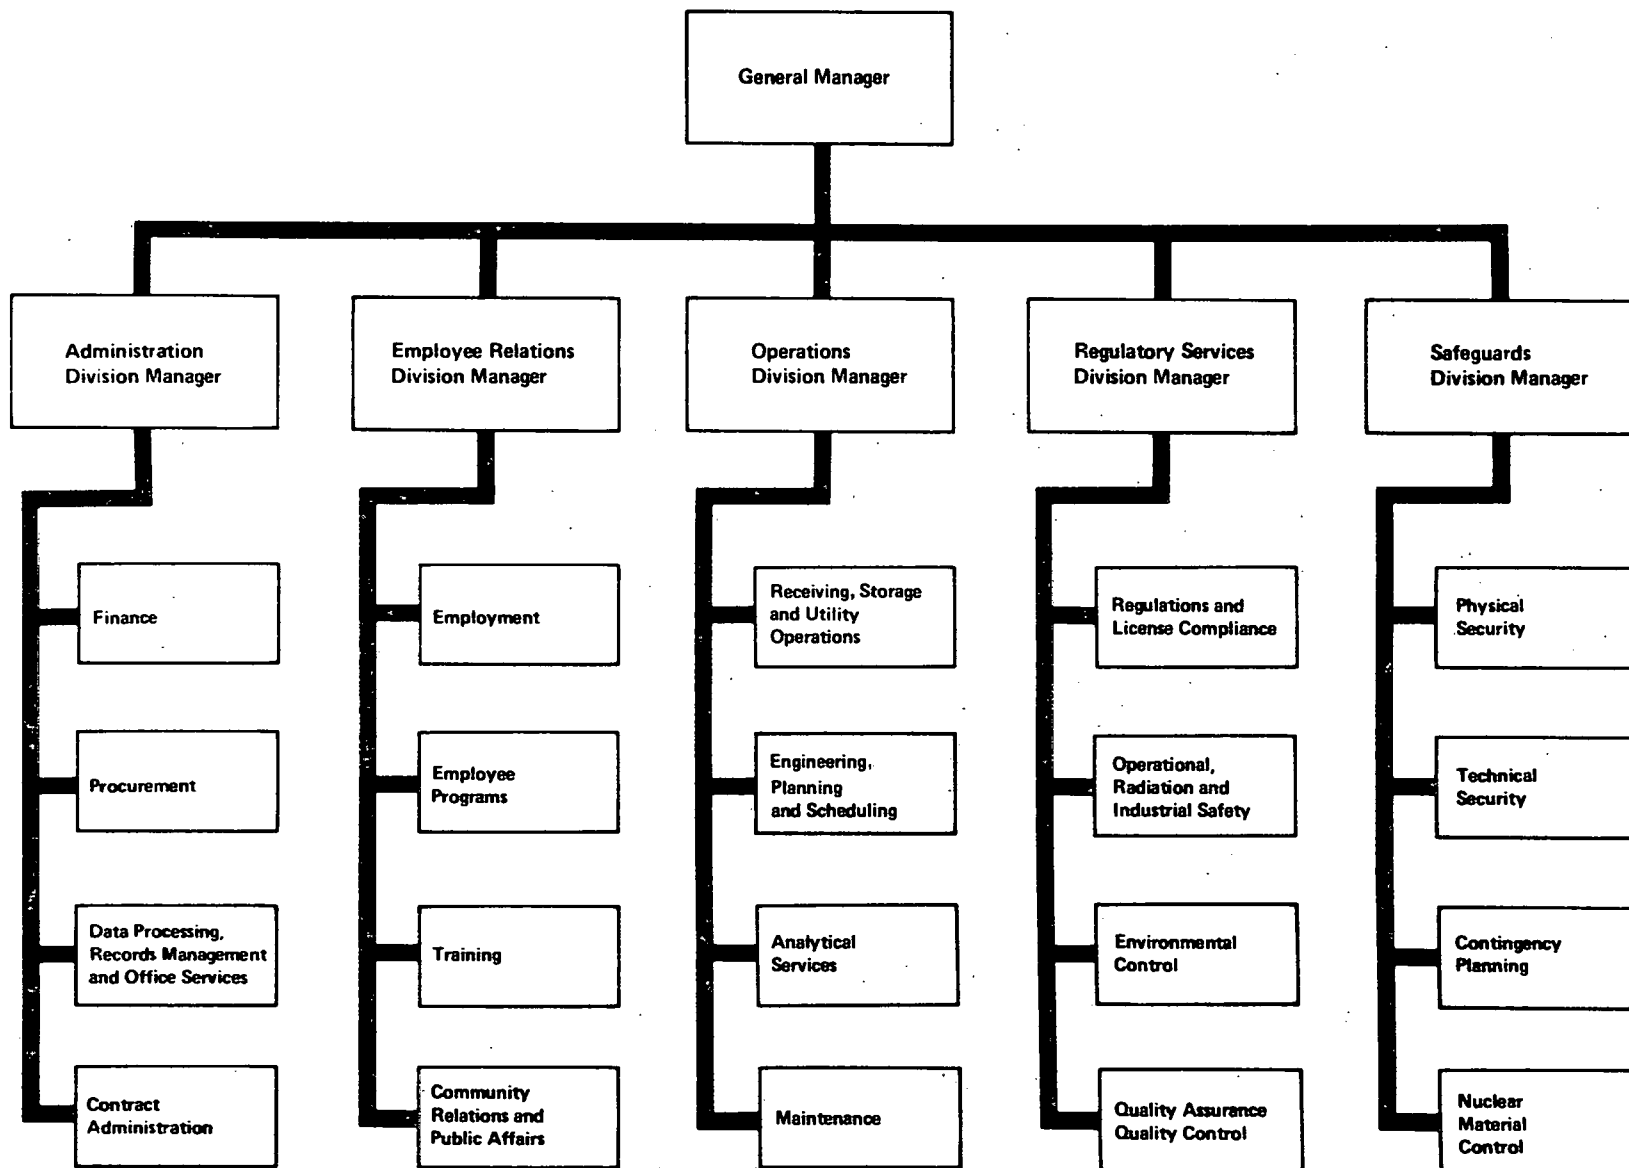 General Manager
Administration
Division Manager
Employee Relations
Division Manager
Operations
Division Manager
Regulatory Services
Division Manager
Safeguards
Division Manager
Finance
Procurement
Data Processing,
Records Management
and Office Services
Contract
Administration
Employment
Employee
Programs
Training
Community
Relations and
Public Affairs
Receiving, Storage
and Utility
Operations
Engineering,
Planning
and Scheduling
Analytical
Services
Maintenance
Regulations and
License Compliance
Operational,
Radiation and
Industrial Safety
Environmental
Control
Quality Assurance
Quality Control
Physical
Security
Technical
Security
Contingency
Planning
Nuclear
Material
Control